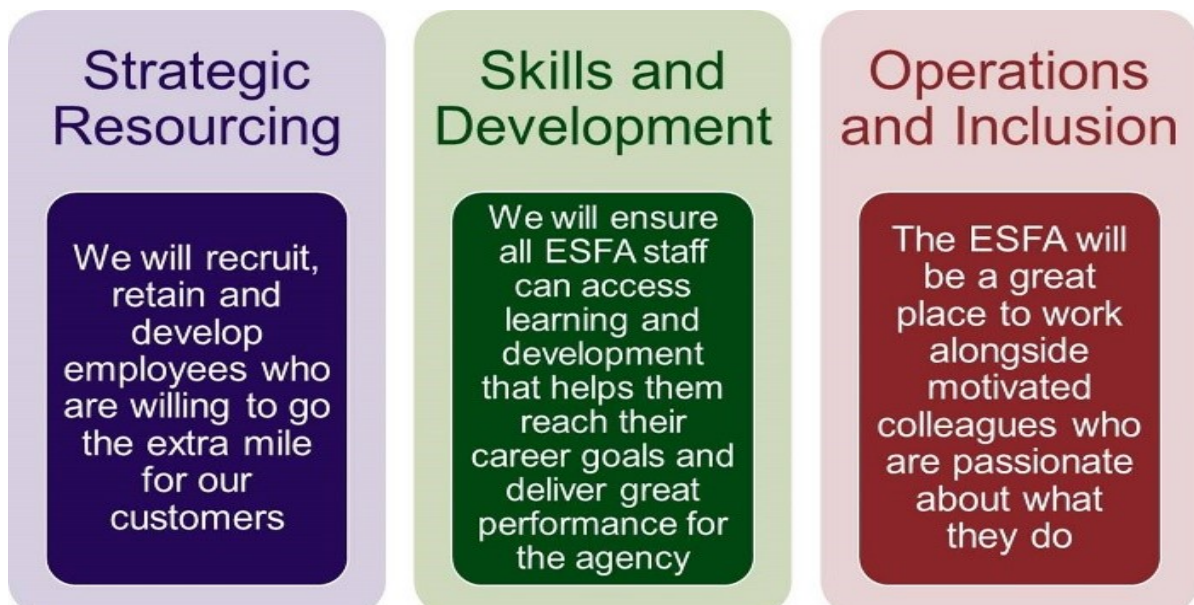 Strategic
Resourcing
We will recruit,
retain and
develop
employees who
are willing to go
the extra mile
for our
customers
Skills and
Development
We will ensure
all ESFA staff
can access
learning and
development
that helps them
reach their
career goals and
deliver great
performance for
the agency
Operations
and Inclusion
The ESFA will
be a great
place to work
alongside
motivated
colleagues who
are passionate
about what
they do